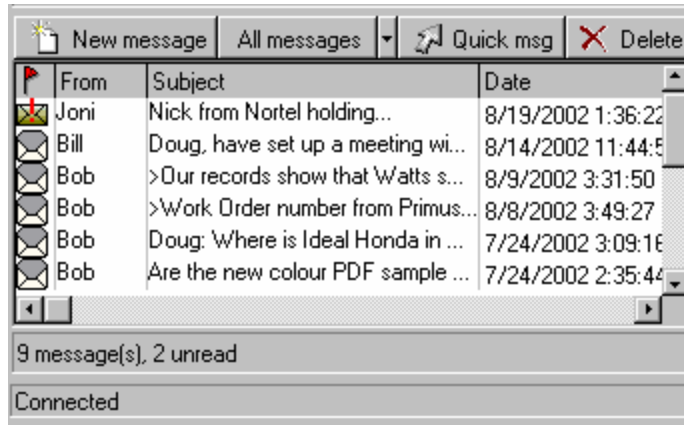 New message All messages Quick msg Delete
From Subject Date
Joni Nick from Nortel holding... 8/19/2002 1:36:22
Bill Doug, have set up a meeting wi... 8/14/2002 11:44:5
Bob >Our records show that Watts s... 8/9/2002 3:31:50
Bob >Work Order number from Primus... 8/8/2002 3:49:27
Bob Doug: Where is Ideal Honda in ... 7/24/2002 3:09:16
Bob Are the new colour PDF sample ... 7/24/2002 2:35:44
9 message(s), 2 unread
Connected